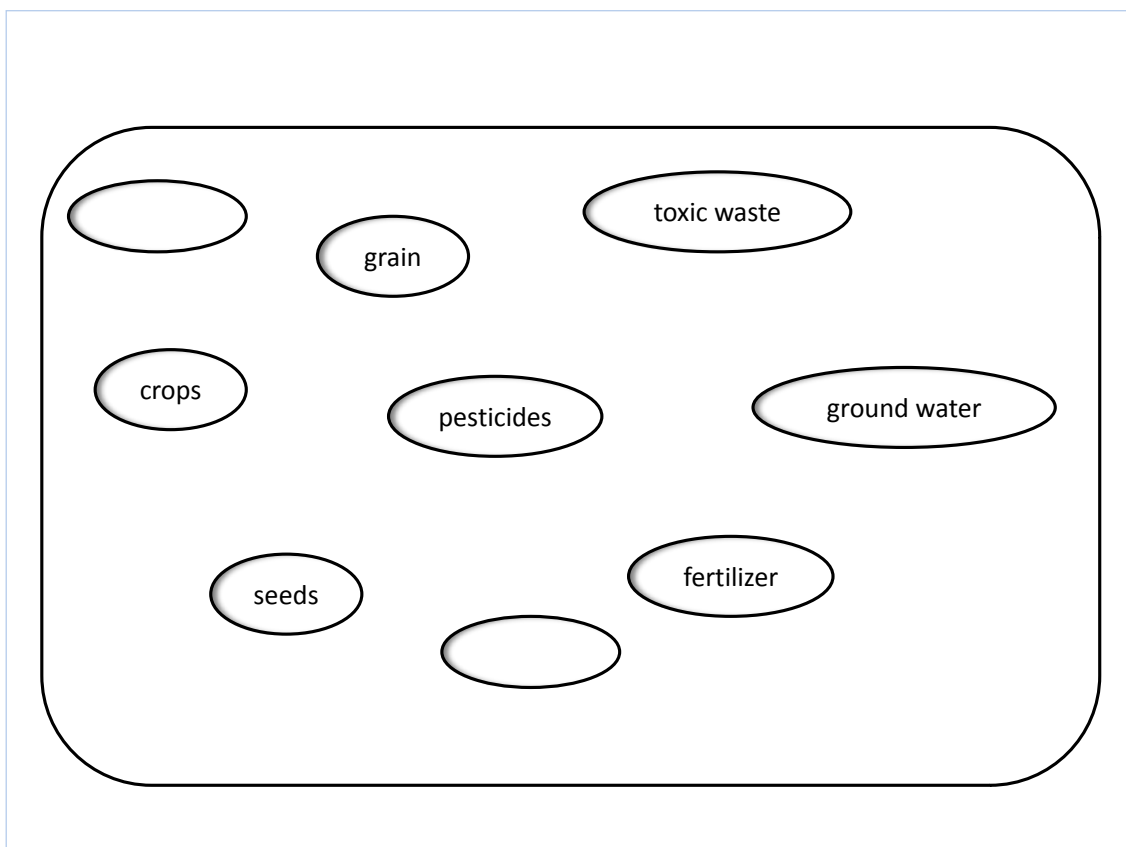 toxic waste
grain
crops
pesticides
ground water
seeds
fertilizer